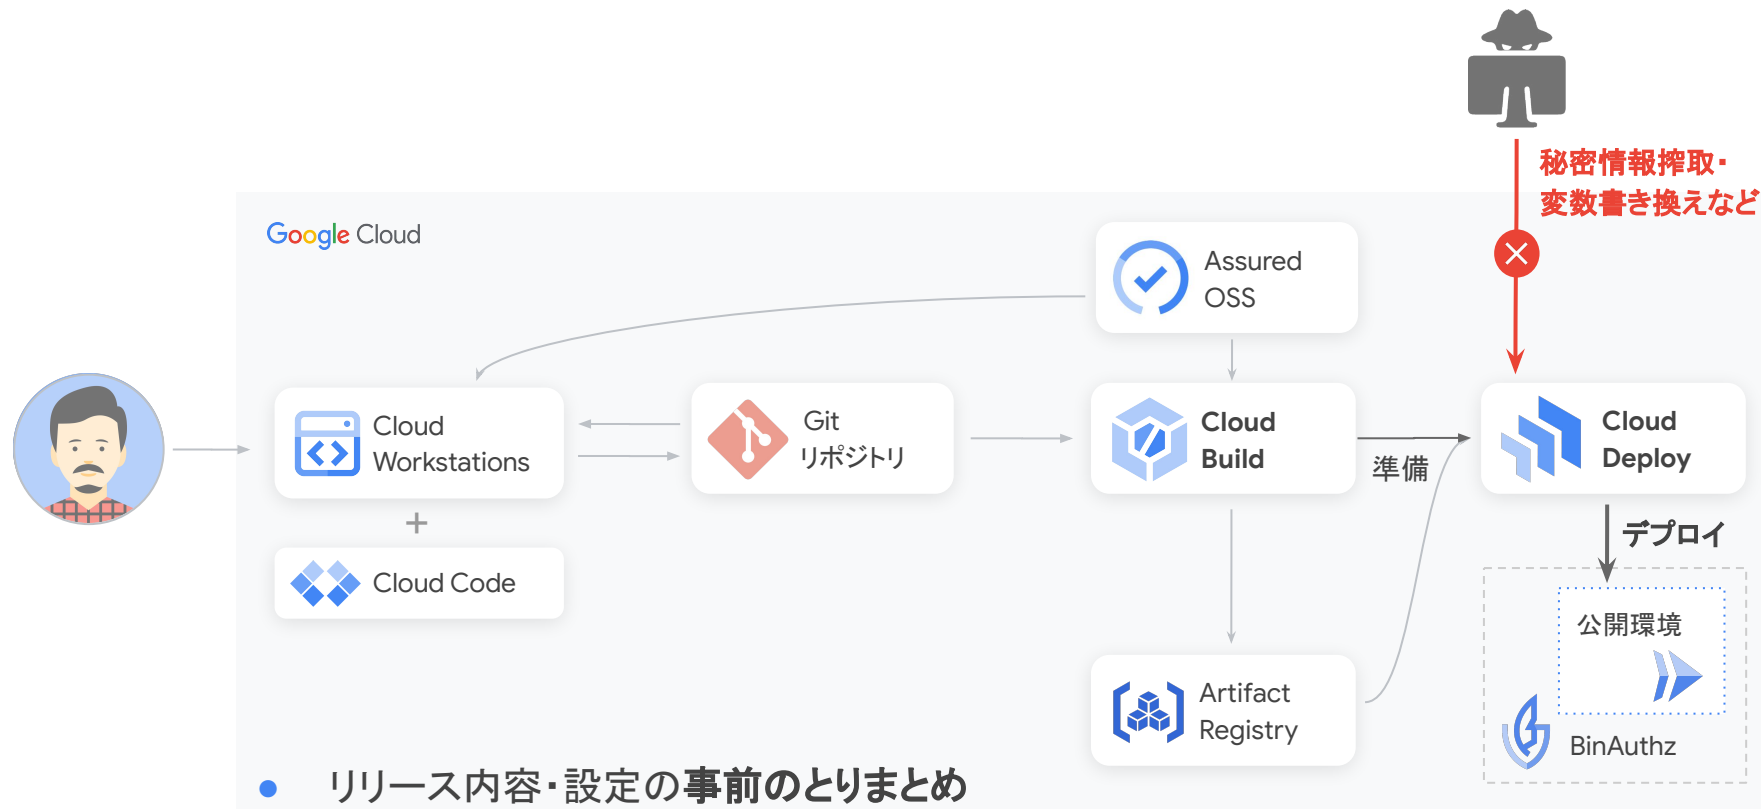 秘密情報搾取・
変数書き換えなど
Google Cloud
Assured
OSS
Cloud
Workstations
Git
リポジトリ
Cloud
Build
準備
Cloud
Deploy
+
Cloud Code
デプロイ
公開環境
Artifact
Registry
BinAuthz
● リリース内容・設定の事前のとりまとめ